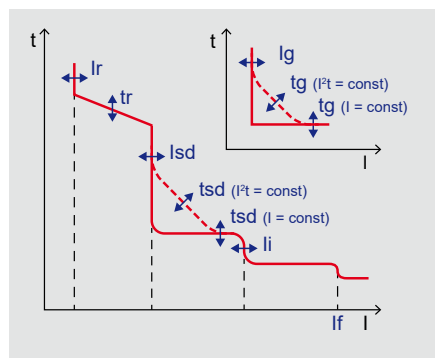 t
Ir
tr
Isd
tsd (I²t = const)
tsd (I = const)
Ii
If
I
t
Ig
tg (I²t = const)
tg (I = const)
I